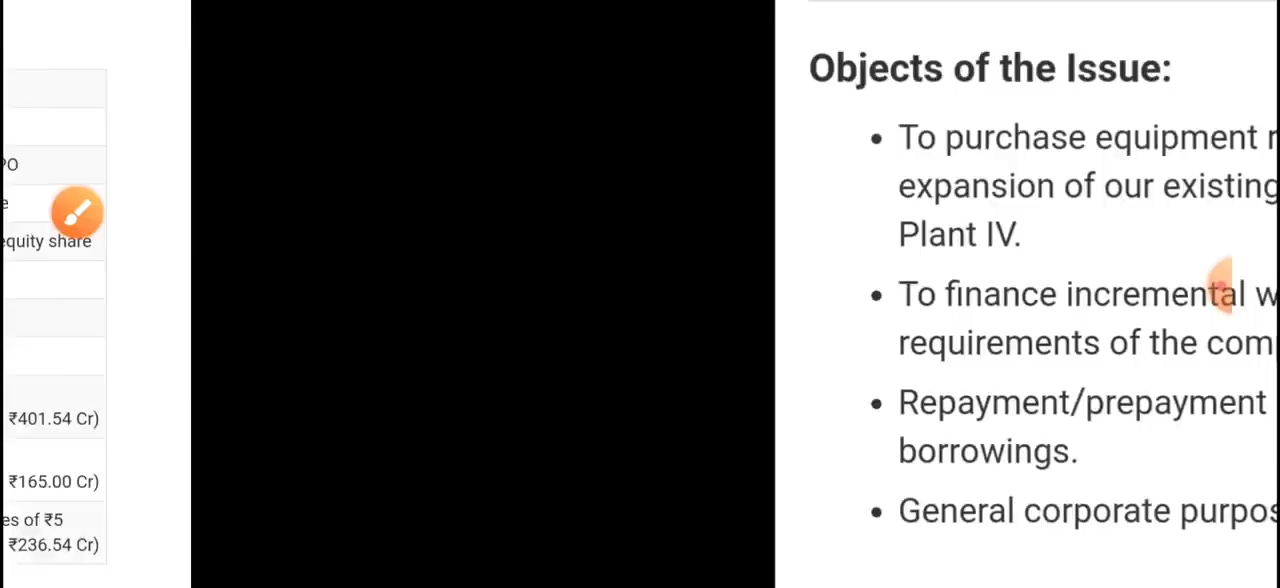 PO
e
equity share
₹401.54 Cr)
₹165.00 Cr)
es of ₹5
₹236.54 Cr)
Objects of the Issue:
• To purchase equipment
expansion of our existing
Plant IV.
• To finance incremental w
requirements of the com
• Repayment/prepayment
borrowings.
• General corporate purpos